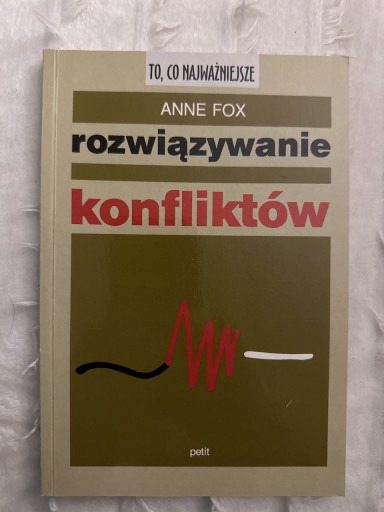 TO, CO NAJWAŻNIEJSZE
ANNE FOX
rozwiązywanie
konfliktów
petit